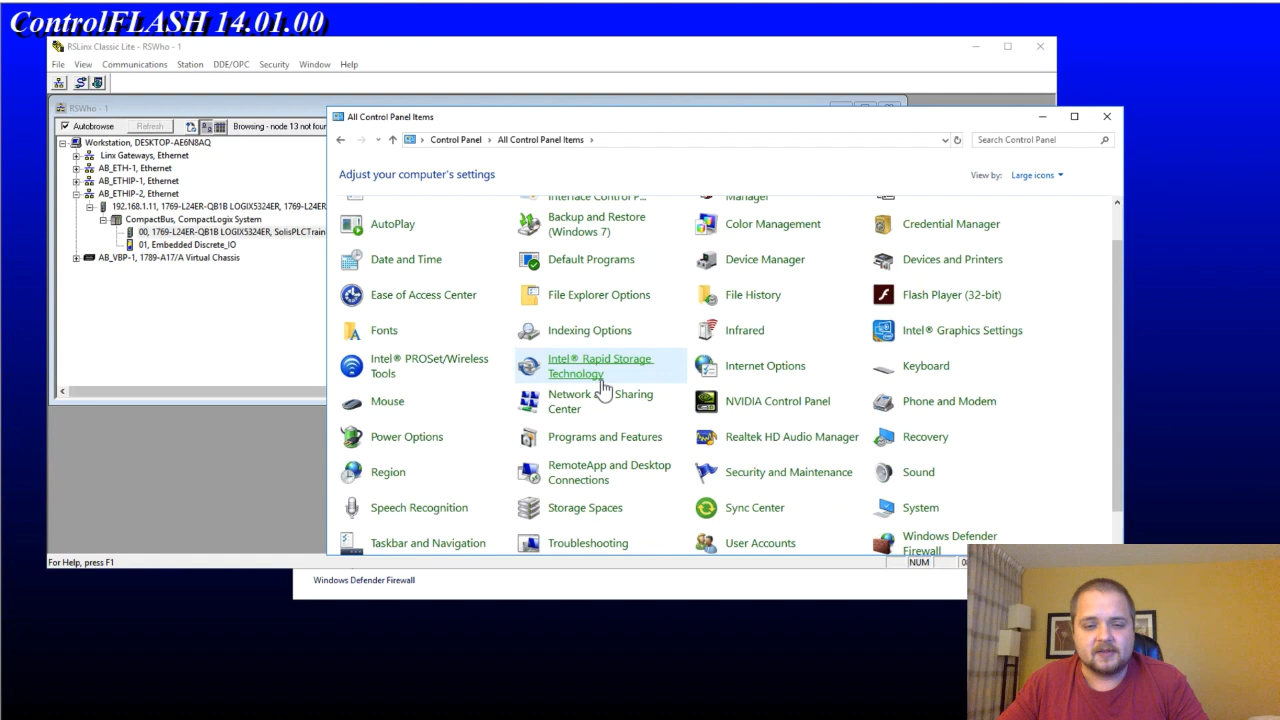 ControlFLASH 14.01.00
RSLinx Classic Lite - RSWho - 1
File View Communications Station DDE/OPC Security Window Help
RSWho - 1
Autobrowse Refresh Browsing - node 13 not foun
Workstation, DESKTOP-AE6N8AQ
Linx Gateways, Ethernet
AB_ETH-1, Ethernet
AB_ETHIP-1, Ethernet
AB_ETHIP-2, Ethernet
192.168.1.11, 1769-L24ER-QB1B LOGIX5324ER, 1769-L24ER
CompactBus, CompactLogix System
00, 1769-L24ER-QB1B LOGIX5324ER, SolisPLCTrain
01, Embedded Discrete_IO
AB_VBP-1, 1789-A17/A Virtual Chassis
For Help, press F1
NUM
All Control Panel Items
Control Panel All Control Panel Items Search Control Panel
Adjust your computer's settings
View by: Large icons
Interface Control P...
Manager
AutoPlay
Backup and Restore
(Windows 7)
Color Management
Credential Manager
Date and Time
Default Programs
Device Manager
Devices and Printers
Ease of Access Center
File Explorer Options
File History
Flash Player (32-bit)
Fonts
Indexing Options
Infrared
Intel® Graphics Settings
Intel® PROSet/Wireless
Tools
Intel® Rapid Storage
Technology
Internet Options
Keyboard
Mouse
Network Sharing
Center
NVIDIA Control Panel
Phone and Modem
Power Options
Programs and Features
Realtek HD Audio Manager
Recovery
Region
RemoteApp and Desktop
Connections
Security and Maintenance
Sound
Speech Recognition
Storage Spaces
Sync Center
System
Taskbar and Navigation
Troubleshooting
User Accounts
Windows Defender
Firewall
Windows Defender Firewall